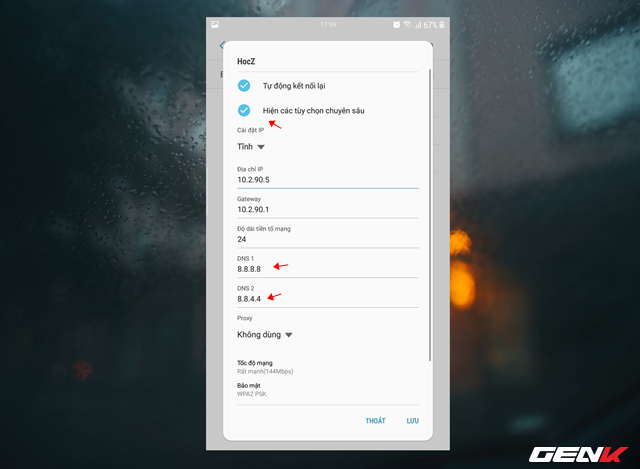 17:59
67%
HocZ
Tự động kết nối lại
Hiện các tùy chọn chuyên sâu
Cài đặt IP
Tĩnh
Địa chỉ IP
10.2.90.5
Gateway
10.2.90.1
Độ dài tiền tố mạng
24
DNS 1
8.8.8.8
DNS 2
8.8.4.4
Proxy
Không dùng
Tốc độ mạng
Rất mạnh(144Mbps)
Bảo mật
WPA2 PSK
THOÁT
LƯU
GENK